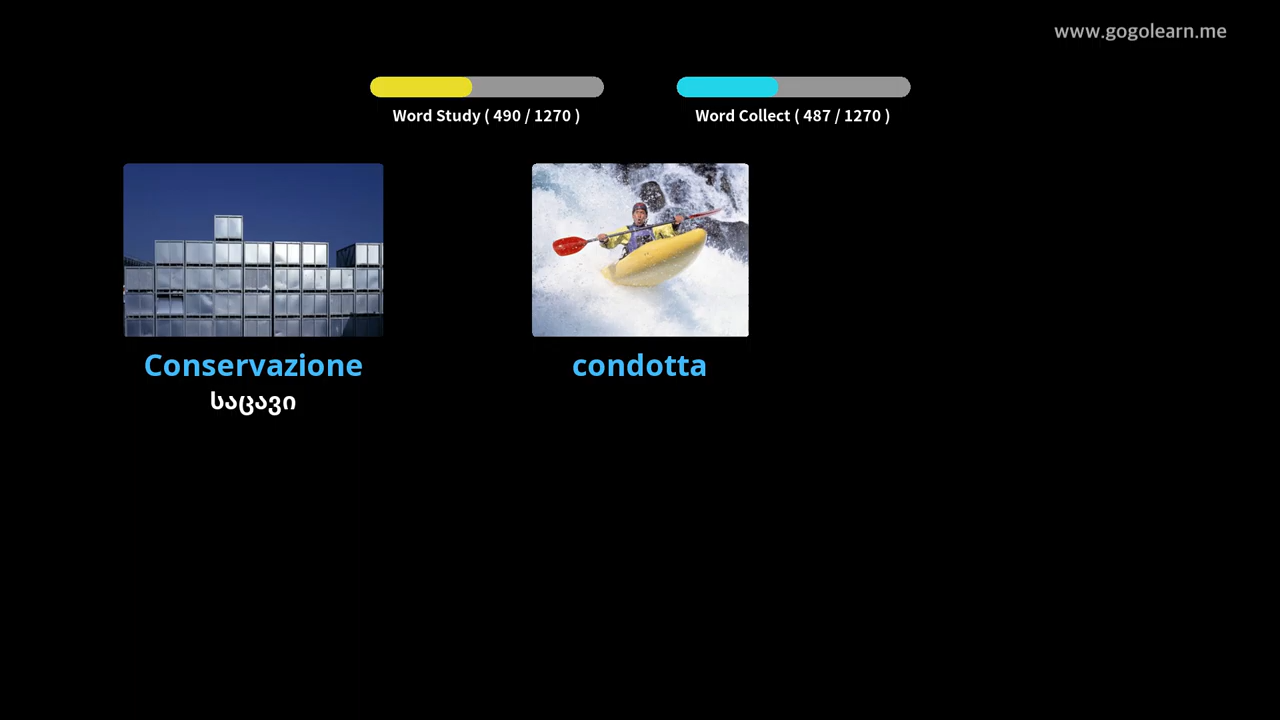 www.gogolearn.me
Word Study ( 490 / 1270 )
Word Collect ( 487 / 1270 )
Conservazione
საცავი
condotta